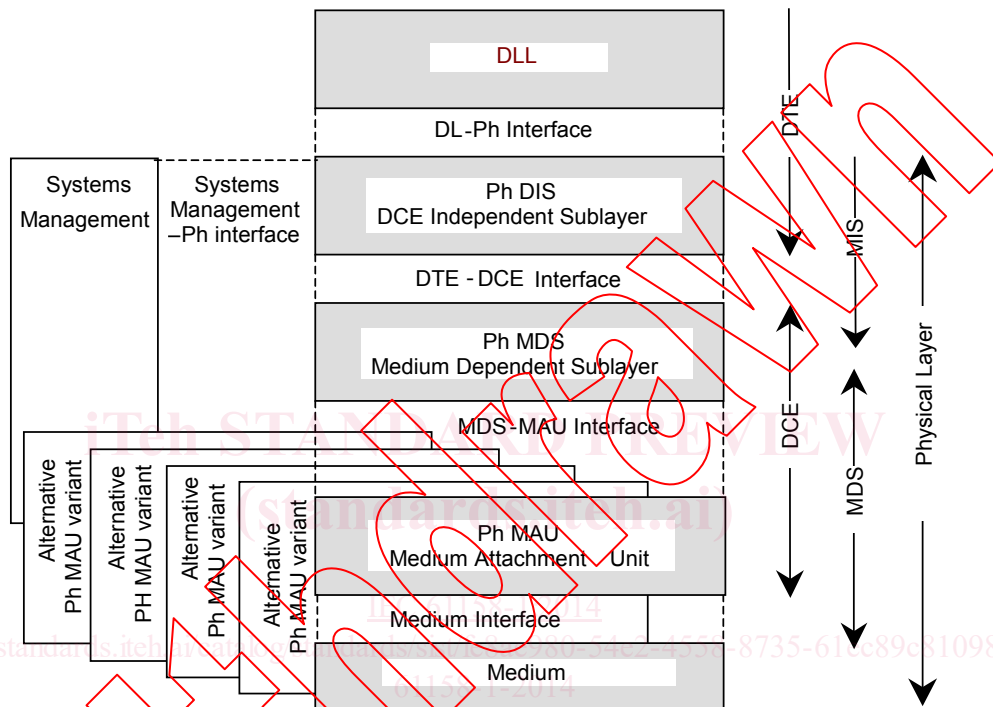 DLL
DL-Ph Interface
Systems
Management
Systems
Management
–Ph interface
Ph DIS
DCE Independent Sublayer
DTE - DCE Interface
Ph MDS
Medium Dependent Sublayer
MDS-MAU Interface
Ph MAU
Medium Attachment Unit
Medium Interface
Medium
Alternative
Ph MAU variant
Alternative
PH MAU variant
Alternative
Ph MAU variant
Alternative
Ph MAU variant
DTE
MIS
DCE
MDS
Physical Layer
iTeh STANDARD PREVIEW
(standards.iteh.ai)
61158-1-2014